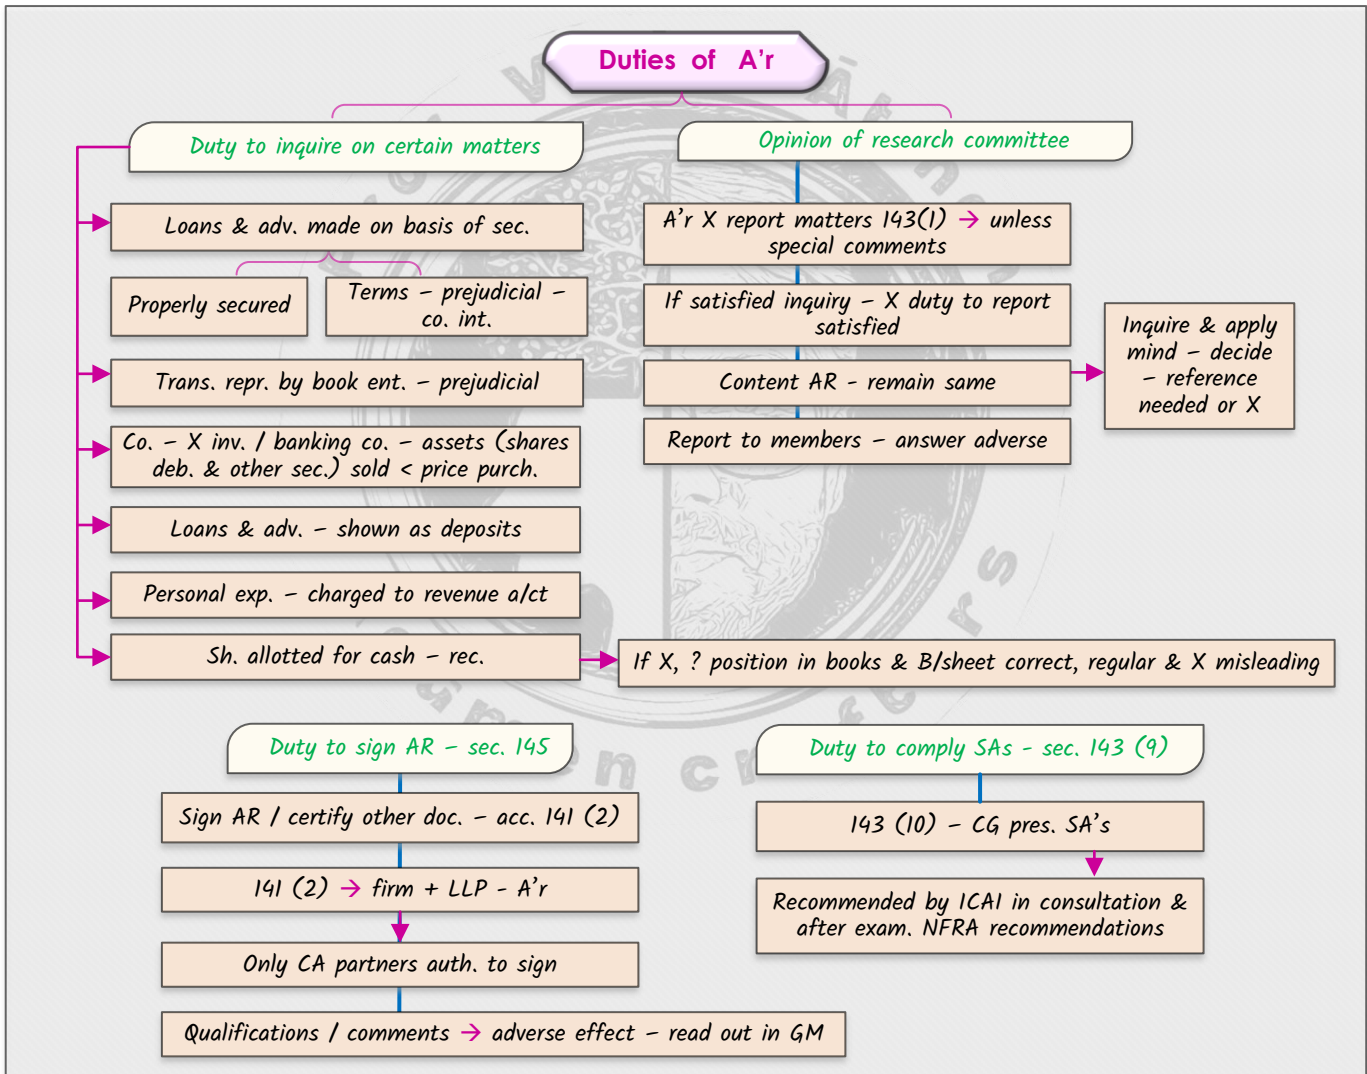 Duties of A'r
Duty to inquire on certain matters
Loans & adv. made on basis of sec.
Properly secured
Terms – prejudicial –
co. int.
Trans. repr. by book ent. – prejudicial
Co. – X inv. / banking co. – assets (shares
deb. & other sec.) sold < price purch.
Loans & adv. – shown as deposits
Personal exp. – charged to revenue a/ct
Sh. allotted for cash – rec.
If X, ? position in books & B/sheet correct, regular & X misleading
Opinion of research committee
A'r X report matters 143(1) → unless
special comments
If satisfied inquiry – X duty to report
satisfied
Content AR - remain same
Inquire & apply
mind – decide
– reference
needed or X
Report to members – answer adverse
Duty to sign AR – sec. 145
Sign AR / certify other doc. – acc. 141 (2)
141 (2) → firm + LLP - A'r
Only CA partners auth. to sign
Qualifications / comments → adverse effect – read out in GM
Duty to comply SAs - sec. 143 (9)
143 (10) – CG pres. SA's
Recommended by ICAI in consultation &
after exam. NFRA recommendations